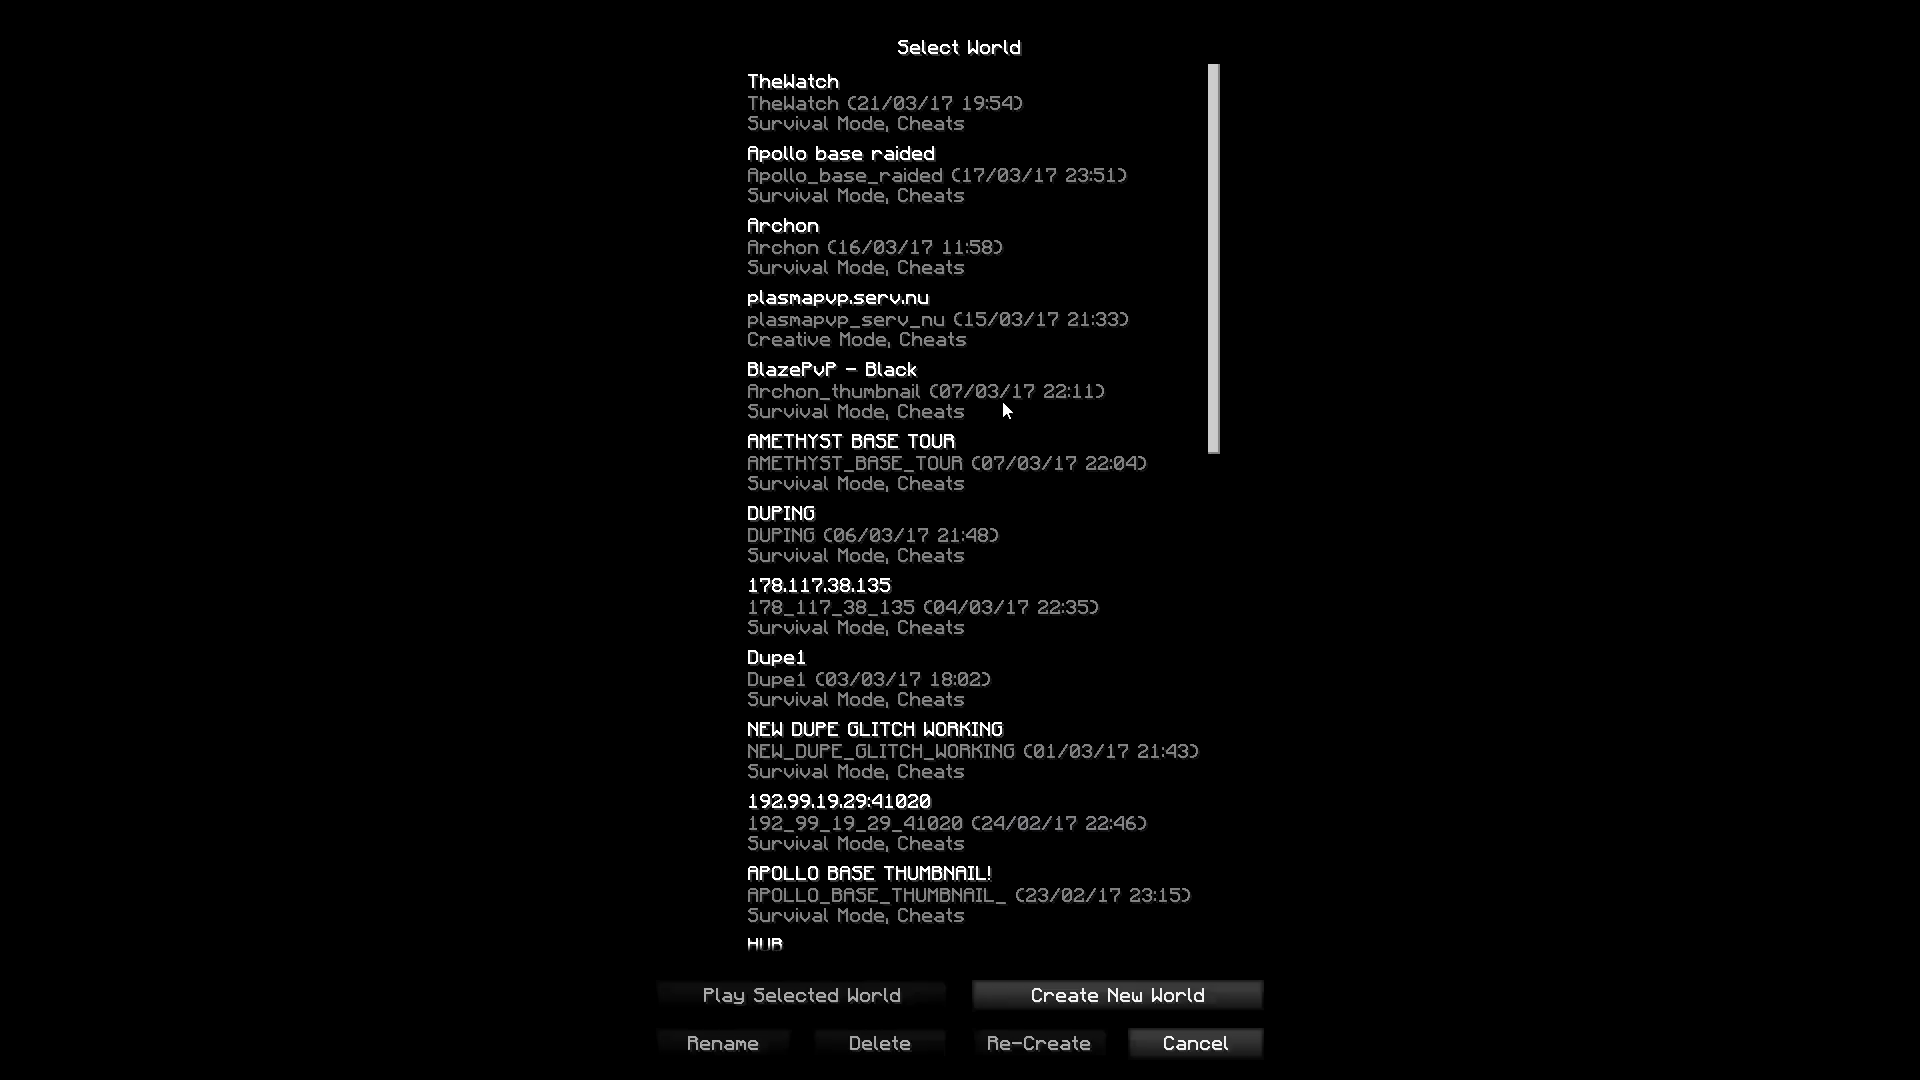 Select World
TheWatch
TheWatch (21/03/17 19:54)
Survival Mode, Cheats
Apollo base raided
Apollo_base_raided (17/03/17 23:51)
Survival Mode, Cheats
Archon
Archon (16/03/17 11:58)
Survival Mode, Cheats
plasmapvp.serv.nu
plasmapvp_serv_nu (15/03/17 21:33)
Creative Mode, Cheats
BlazePvP - Black
Archon_thumbnail (07/03/17 22:11)
Survival Mode, Cheats
AMETHYST BASE TOUR
AMETHYST_BASE_TOUR (07/03/17 22:04)
Survival Mode, Cheats
DUPING
DUPING (06/03/17 21:48)
Survival Mode, Cheats
178.117.38.135
178_117_38_135 (04/03/17 22:35)
Survival Mode, Cheats
Dupe1
Dupe1 (03/03/17 18:02)
Survival Mode, Cheats
NEW DUPE GLITCH WORKING
NEW_DUPE_GLITCH_WORKING (01/03/17 21:43)
Survival Mode, Cheats
192.99.19.29:41020
192_99_19_29_41020 (24/02/17 22:46)
Survival Mode, Cheats
APOLLO BASE THUMBNAIL!
APOLLO_BASE_THUMBNAIL_ (23/02/17 23:15)
Survival Mode, Cheats
Play Selected World
Create New World
Rename
Delete
Re-Create
Cancel